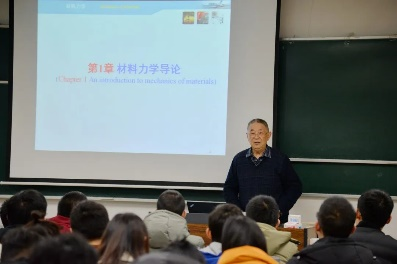 第1章 材料力学导论
(Chapter 1 An introduction to mechanics of materials)